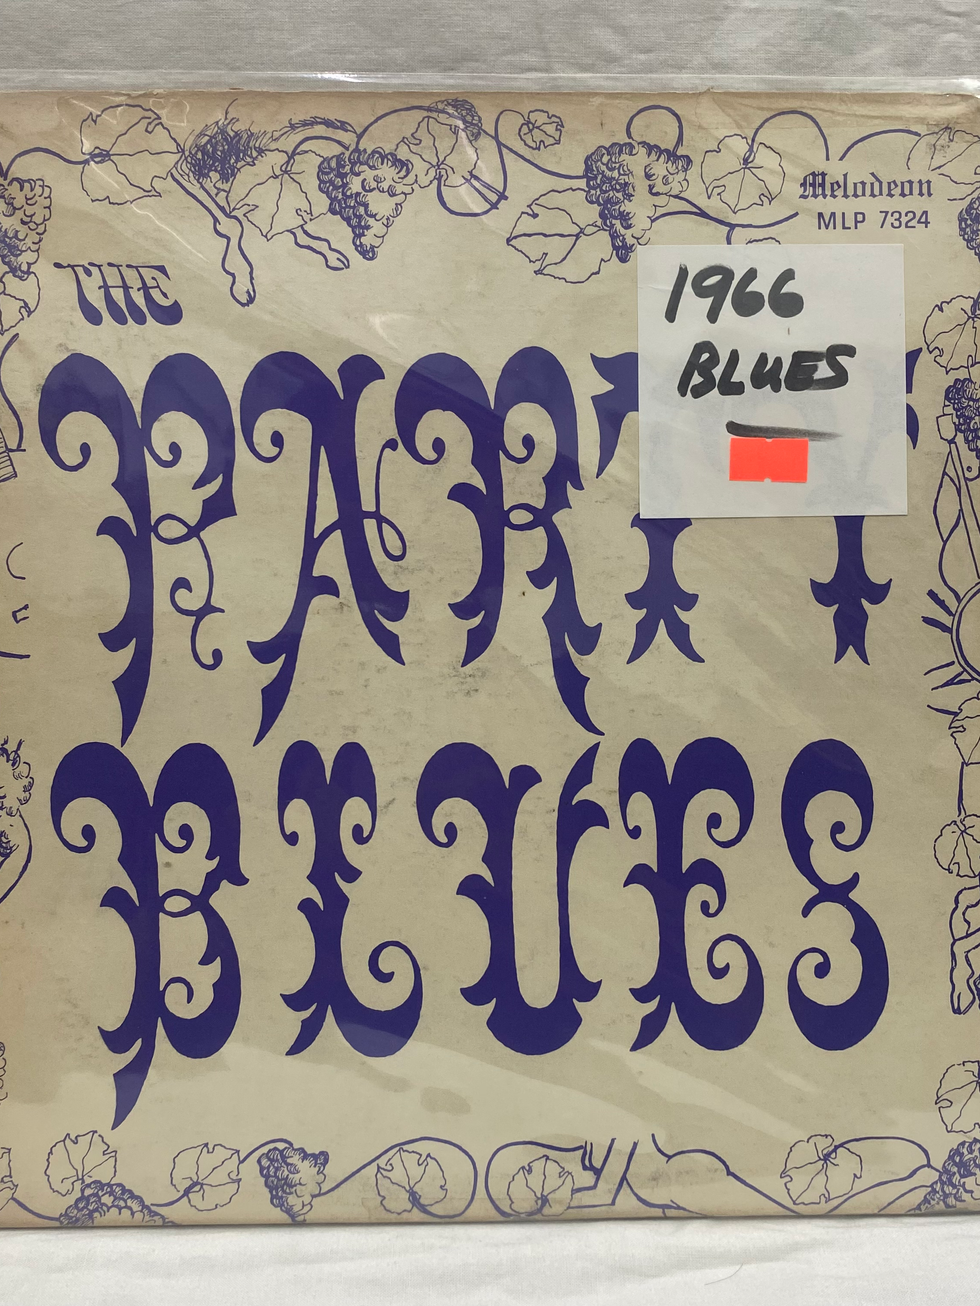 Melodeon
MLP 7324
THE
PARTY
1966
BLUES
BLUES